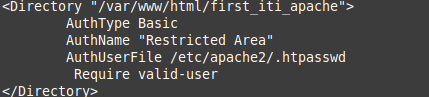 <Directory "/var/www/html/first_iti_apache">
        AuthType Basic
        AuthName "Restricted Area"
        AuthUserFile /etc/apache2/.htpasswd
         Require valid-user
</Directory>